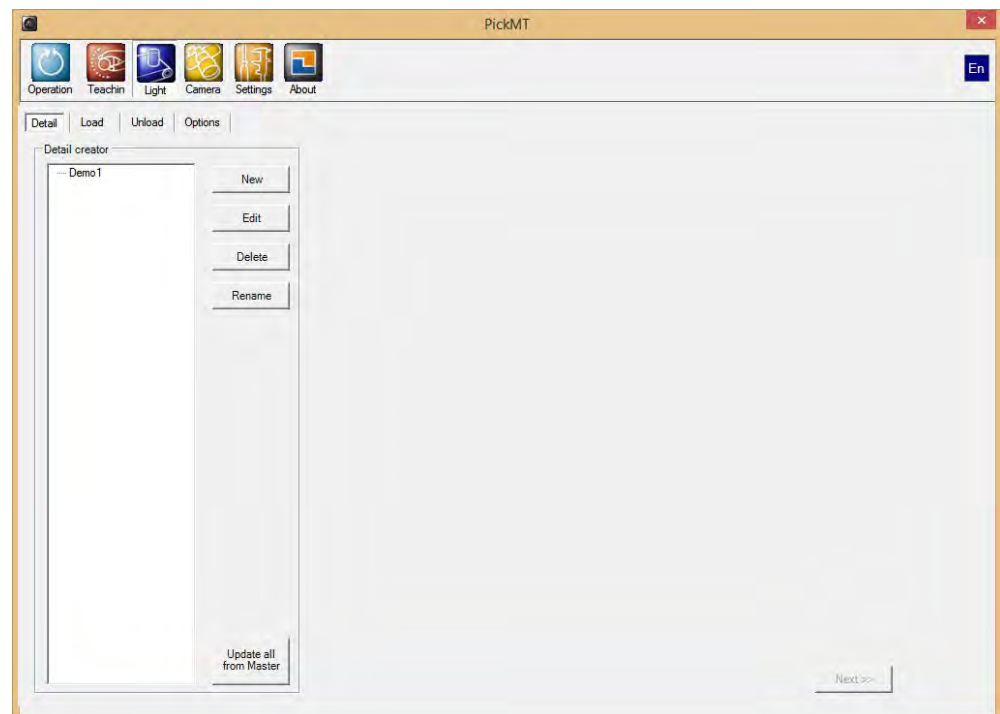 PickMT
Operation Teachin Light Camera Settings About
En
Detail Load Unload Options
Detail creator
Demo1
New
Edit
Delete
Rename
Update all
from Master
Next >>